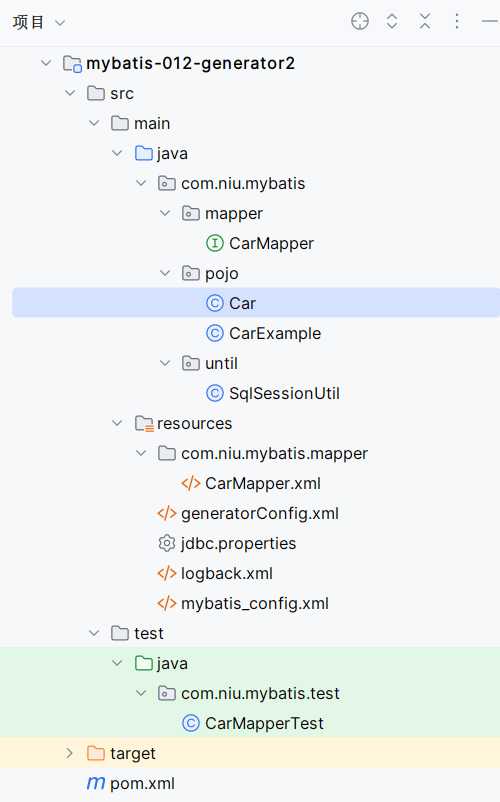 项目
mybatis-012-generator2
src
main
java
com.niu.mybatis
mapper
CarMapper
pojo
Car
CarExample
until
SqlSessionUtil
resources
com.niu.mybatis.mapper
CarMapper.xml
generatorConfig.xml
jdbc.properties
logback.xml
mybatis_config.xml
test
java
com.niu.mybatis.test
CarMapperTest
target
pom.xml